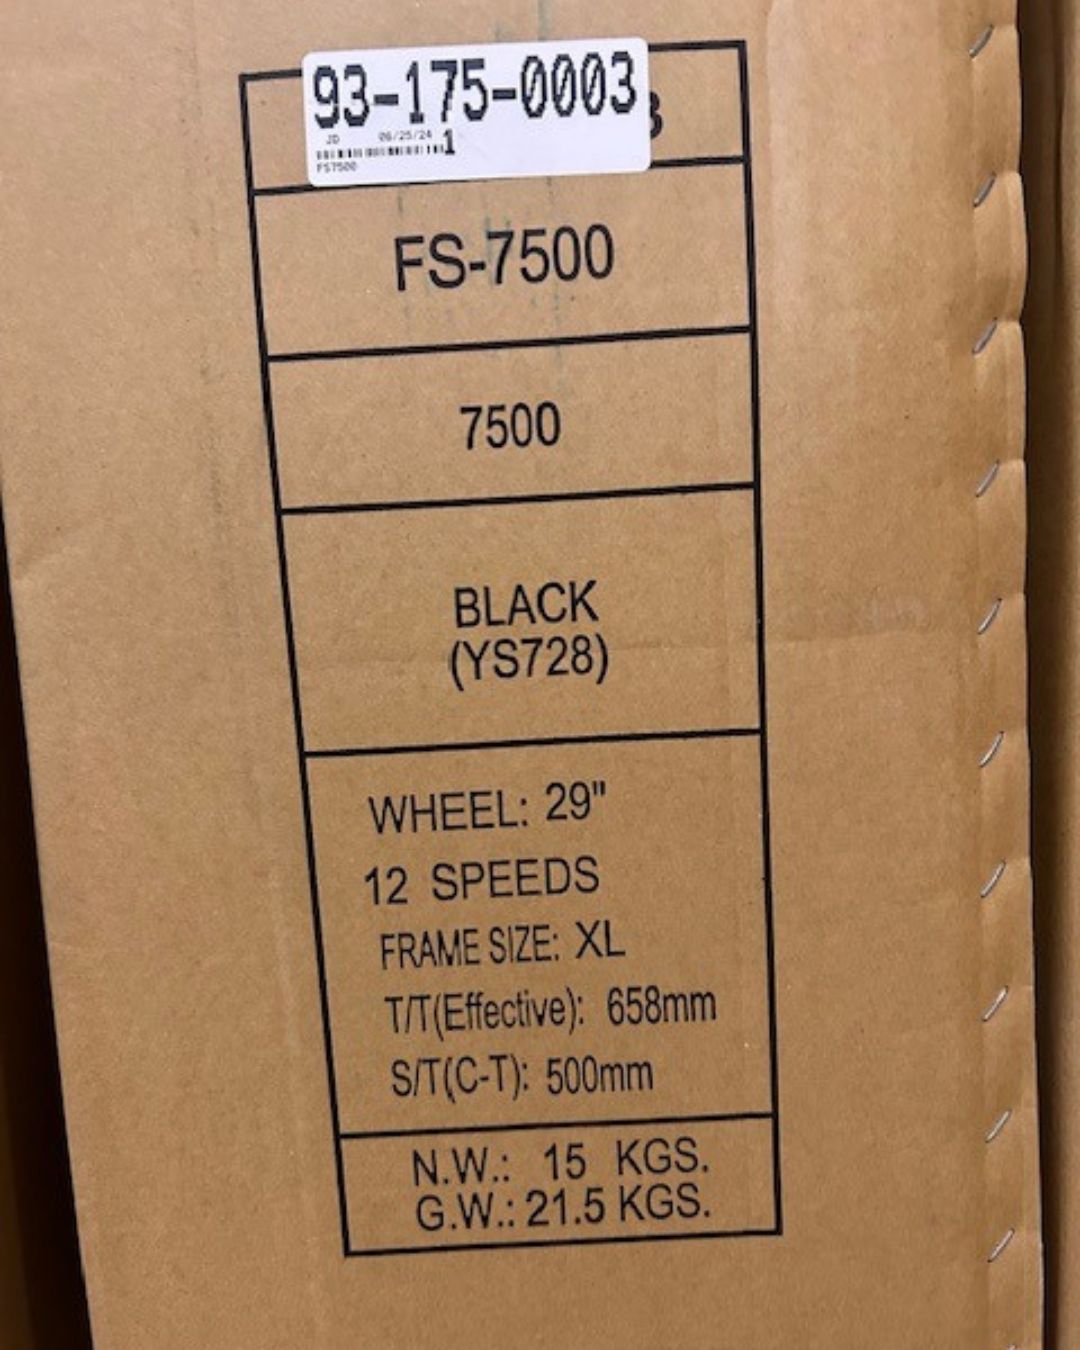 93-175-0003
JD 06/25/24 1
FS7500
FS-7500
7500
BLACK
(YS728)
WHEEL: 29"
12 SPEEDS
FRAME SIZE: XL
T/T(Effective): 658mm
S/T(C-T): 500mm
N.W.: 15 KGS.
G.W.: 21.5 KGS.